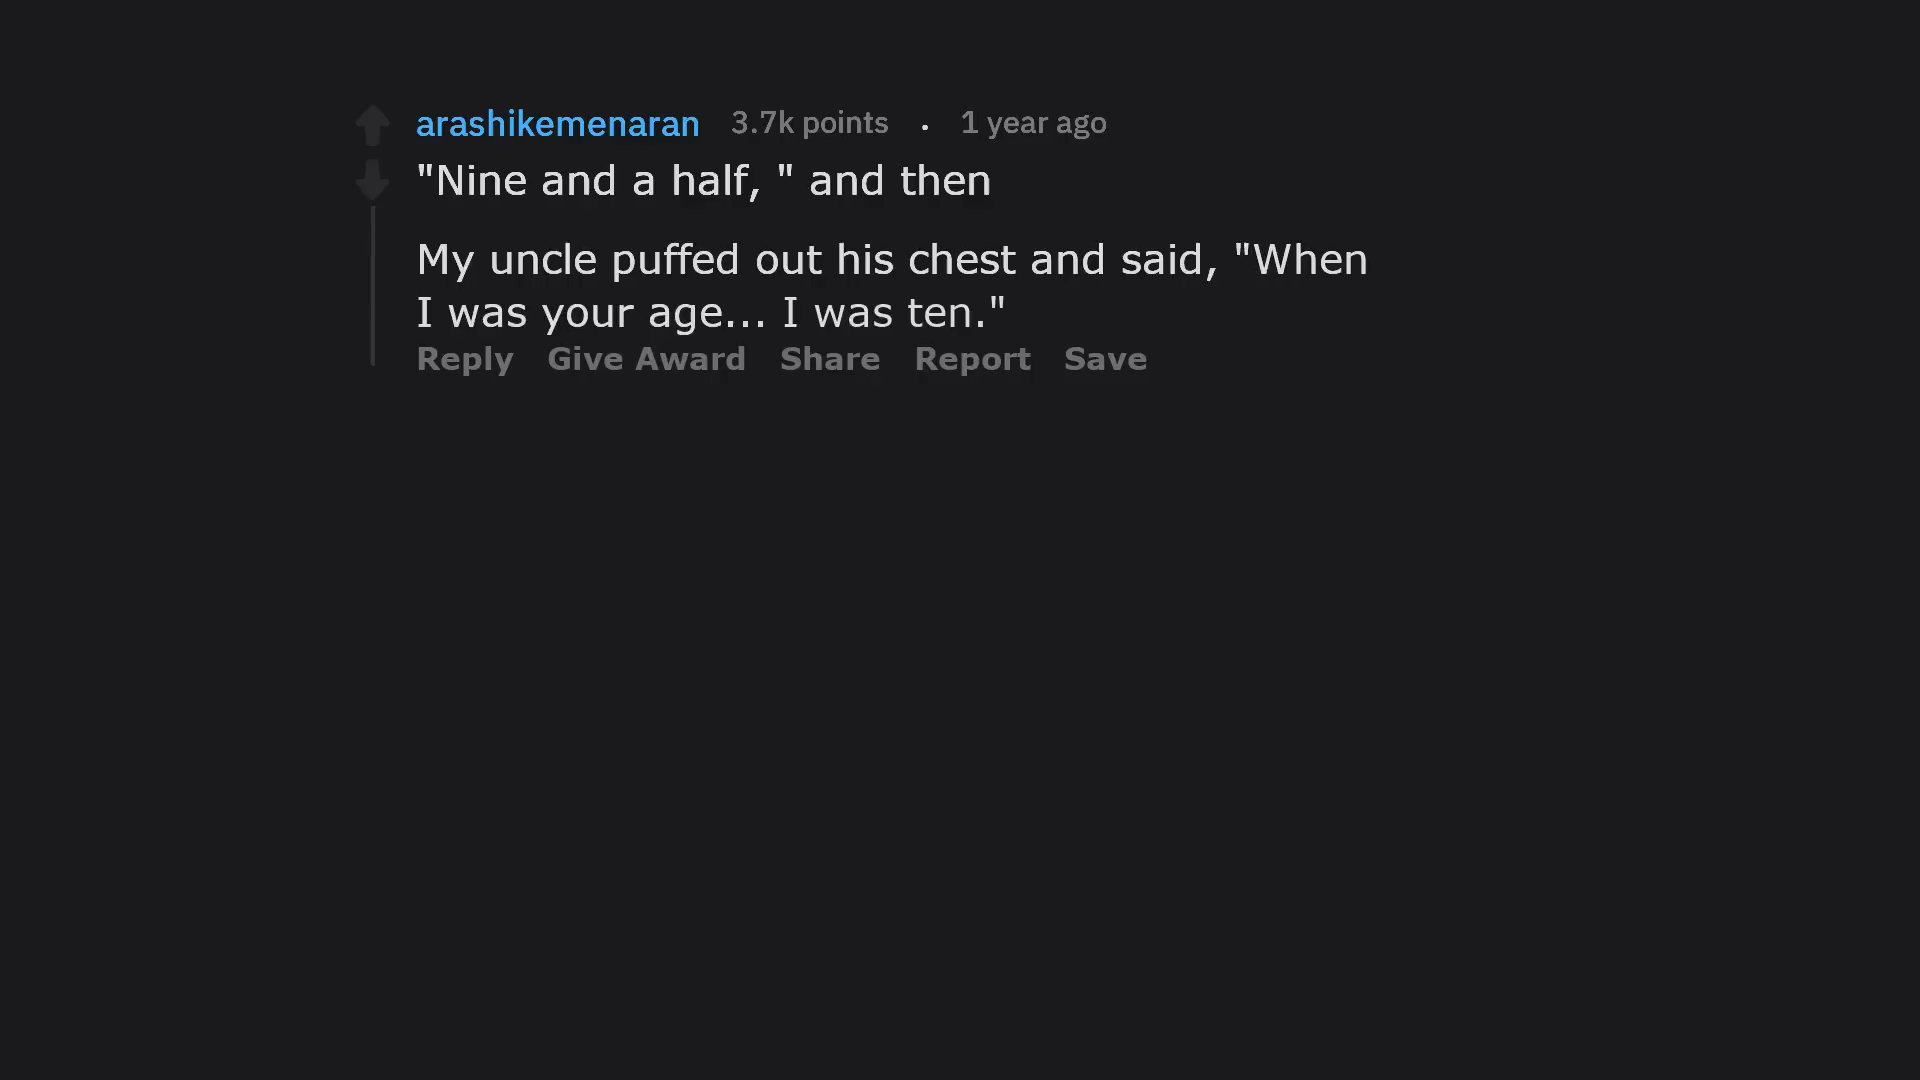 arashikemenaran 3.7k points . 1 year ago
"Nine and a half, " and then
My uncle puffed out his chest and said, "When
I was your age... I was ten."
Reply Give Award Share Report Save